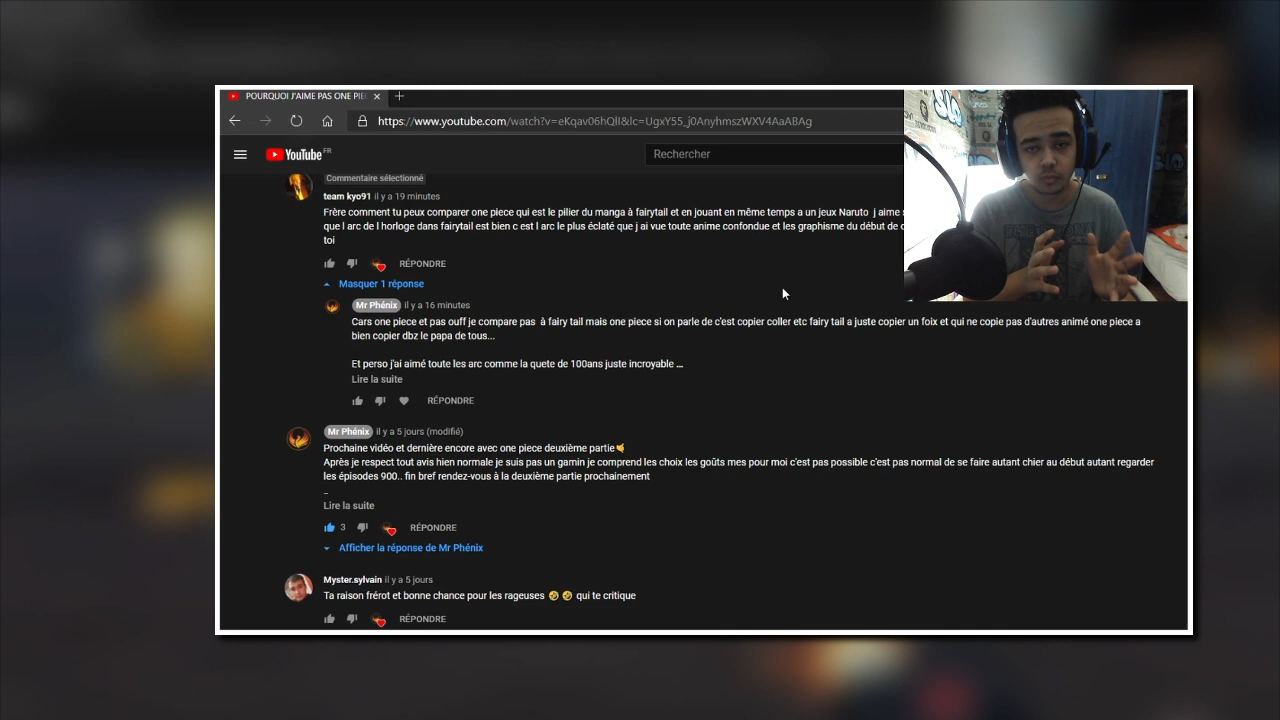 POURQUOI J'AIME PAS ONE PIE
https://www.youtube.com/watch?v=eKqav06hQlI&lc=UgxY55_j0AnyhmszWXV4AaABAg
YouTube FR
Rechercher
Commentaire sélectionné
team kyo91 il y a 19 minutes
Frère comment tu peux comparer one piece qui est le pilier du manga à fairytail et en jouant en même temps a un jeux Naruto j aime
que l arc de l horloge dans fairytail est bien c est l arc le plus éclaté que j ai vue toute anime confondue et les graphisme du début de
toi
RÉPONDRE
Masquer 1 réponse
Mr Phénix il y a 16 minutes
Cars one piece et pas ouff je compare pas à fairy tail mais one piece si on parle de c'est copier coller etc fairy tail a juste copier un foix et qui ne copie pas d'autres animé one piece a
bien copier dbz le papa de tous...
Et perso j'ai aimé toute les arc comme la quete de 100ans juste incroyable ...
Lire la suite
RÉPONDRE
Mr Phénix il y a 5 jours (modifié)
Prochaine vidéo et dernière encore avec one piece deuxième partie🤙
Après je respect tout avis hien normale je suis pas un gamin je comprend les choix les goûts mes pour moi c'est pas possible c'est pas normal de se faire autant chier au début autant regarder
les épisodes 900.. fin bref rendez-vous à la deuxième partie prochainement
_
Lire la suite
3 RÉPONDRE
Afficher la réponse de Mr Phénix
Myster.sylvain il y a 5 jours
Ta raison frérot et bonne chance pour les rageuses 🤣 🤣 qui te critique
RÉPONDRE